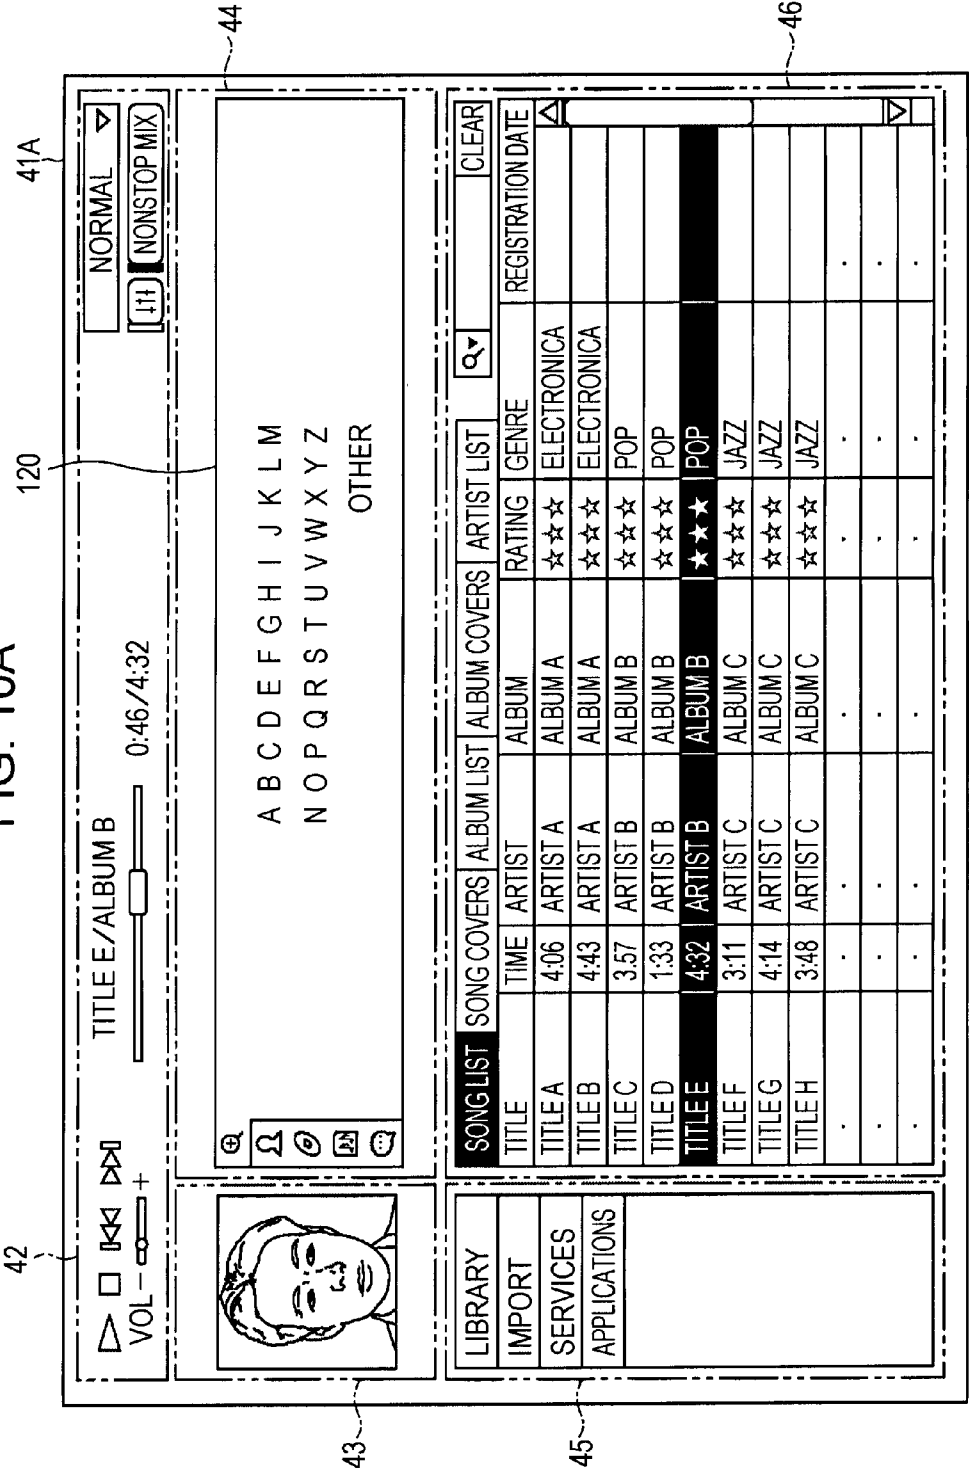 FIG. 10A
41A
42
44
120
43
45
46
TITLE E/ALBUM B
0:46/4:32
NORMAL
NONSTOP MIX
VOL − +
A B C D E F G H I J K L M
N O P Q R S T U V W X Y Z
OTHER
LIBRARY
IMPORT
SERVICES
APPLICATIONS
SONG LIST SONG COVERS ALBUM LIST ALBUM COVERS ARTIST LIST CLEAR
TITLE TIME ARTIST ALBUM RATING GENRE REGISTRATION DATE
TITLE A 4:06 ARTIST A ALBUM A ☆☆☆ ELECTRONICA
TITLE B 4:43 ARTIST A ALBUM A ☆☆☆ ELECTRONICA
TITLE C 3.57 ARTIST B ALBUM B ☆☆☆ POP
TITLE D 1:33 ARTIST B ALBUM B ☆☆☆ POP
TITLE E 4:32 ARTIST B ALBUM B ★★★ POP
TITLE F 3:11 ARTIST C ALBUM C ☆☆☆ JAZZ
TITLE G 4:14 ARTIST C ALBUM C ☆☆☆ JAZZ
TITLE H 3:48 ARTIST C ALBUM C ☆☆☆ JAZZ